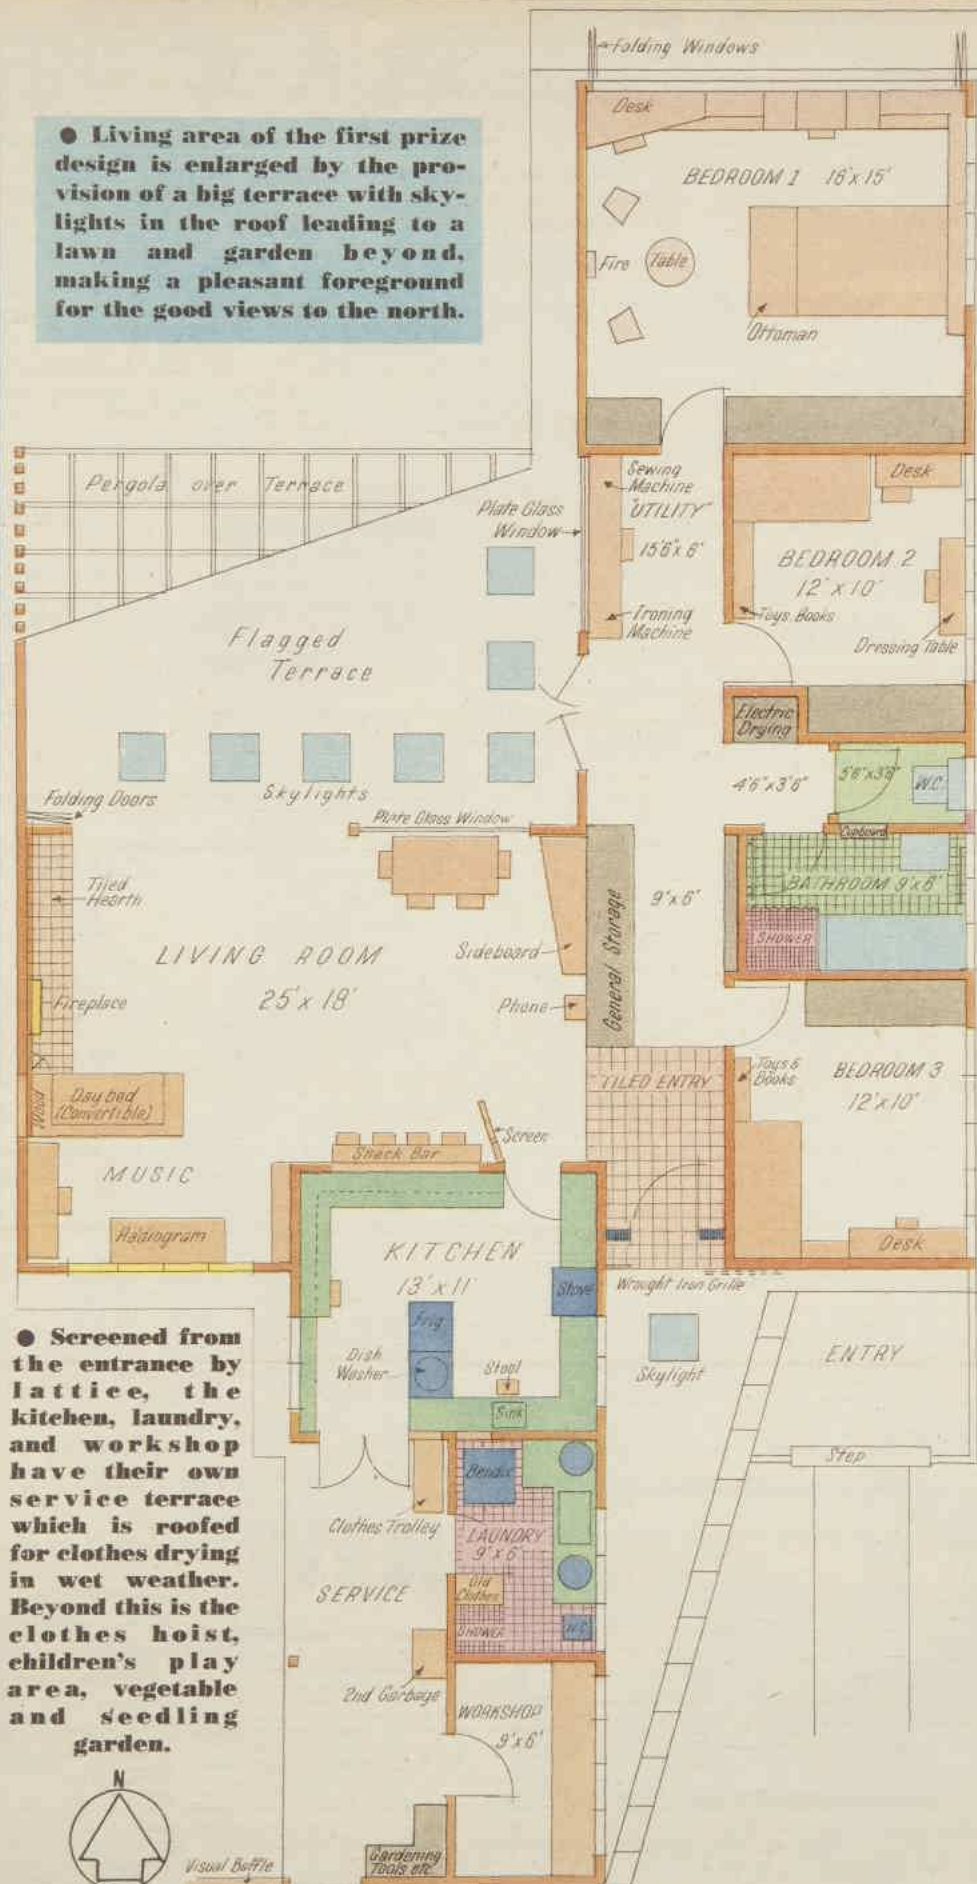 Folding Windows
● Living area of the first prize
design is enlarged by the pro-
vision of a big terrace with sky-
lights in the roof leading to a
lawn and garden beyond,
making a pleasant foreground
for the good views to the north.
Desk
BEDROOM 1 16'x 15'
Fire
Table
Ottoman
Pergola over Terrace
Plate Glass
Window
Sewing
Machine
"UTILITY"
15'6"x 6'
Ironing
Machine
Desk
BEDROOM 2
12' x 10'
Toys. Books
Dressing Table
Flagged
Terrace
Electric
Drying
Skylights
4'6"x 3'6"
5'6"x3'6"
W.C.
Folding Doors
Plate Glass Window
Cupboard
BATHROOM 9'x6'
SHOWER
Tiled
Hearth
LIVING ROOM
25' x 18'
Sideboard
General Storage
9'x 6'
Fireplace
Phone
TILED ENTRY
Toys &
Books
BEDROOM 3
12'x10'
Wood
Day bed
(Convertible)
Screen
Snack Bar
MUSIC
Radiogram
Desk
KITCHEN
13' x 11'
Stove
Wrought Iron Grille
Frig
Dish
Washer
Stool
Sink
Skylight
ENTRY
Step
● Screened from
the entrance by
lattice, the
kitchen, laundry,
and workshop
have their own
service terrace
which is roofed
for clothes drying
in wet weather.
Beyond this is the
clothes hoist,
children's play
area, vegetable
and seedling
garden.
Bendix
Clothes Trolley
LAUNDRY
9' x 6'
SERVICE
Old
Clothes
SHOWER
W.C.
2nd Garbage
WORKSHOP
9'x 6'
N
Visual Baffle
Gardening
Tools etc